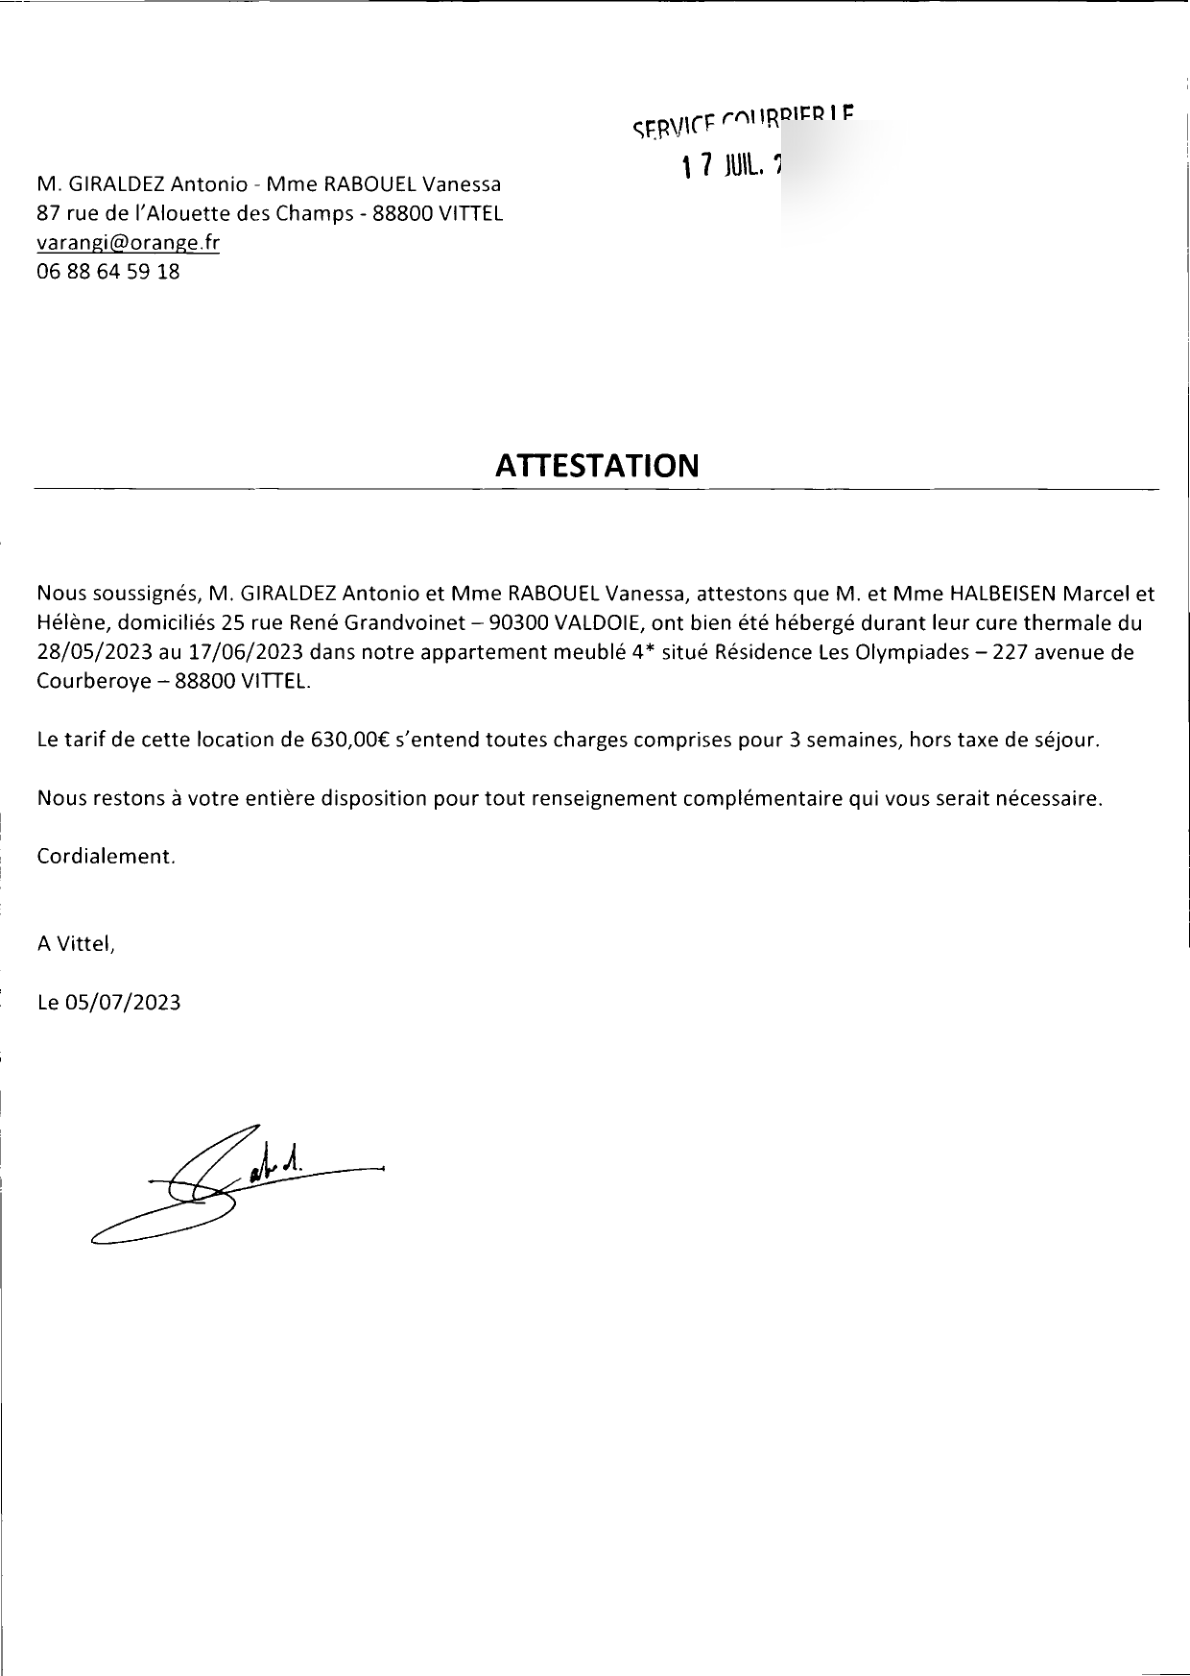 SERVICE COURRIER LE
17 JUIL.
M. GIRALDEZ Antonio - Mme RABOUEL Vanessa
87 rue de l'Alouette des Champs - 88800 VITTEL
varangi@orange.fr
06 88 64 59 18
ATTESTATION
Nous soussignés, M. GIRALDEZ Antonio et Mme RABOUEL Vanessa, attestons que M. et Mme HALBEISEN Marcel et
Hélène, domiciliés 25 rue René Grandvoinet – 90300 VALDOIE, ont bien été hébergé durant leur cure thermale du
28/05/2023 au 17/06/2023 dans notre appartement meublé 4* situé Résidence Les Olympiades – 227 avenue de
Courberoye – 88800 VITTEL.
Le tarif de cette location de 630,00€ s'entend toutes charges comprises pour 3 semaines, hors taxe de séjour.
Nous restons à votre entière disposition pour tout renseignement complémentaire qui vous serait nécessaire.
Cordialement.
A Vittel,
Le 05/07/2023